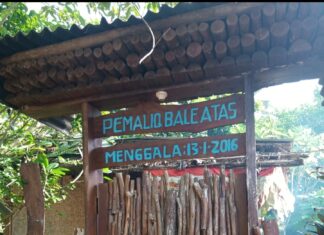 PEMALIQ BALE ATAS
MENGGALA 13-1-2016